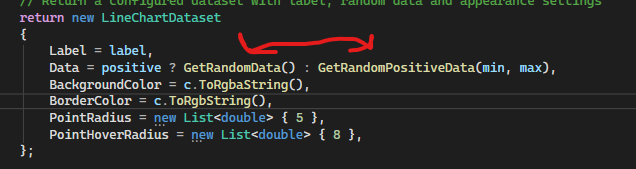 // Return a configured dataset with label, random data and appearance settings
return new LineChartDataset
{
Label = label,
Data = positive ? GetRandomData() : GetRandomPositiveData(min, max),
BackgroundColor = c.ToRgbaString(),
BorderColor = c.ToRgbString(),
PointRadius = new List<double> { 5 },
PointHoverRadius = new List<double> { 8 },
};